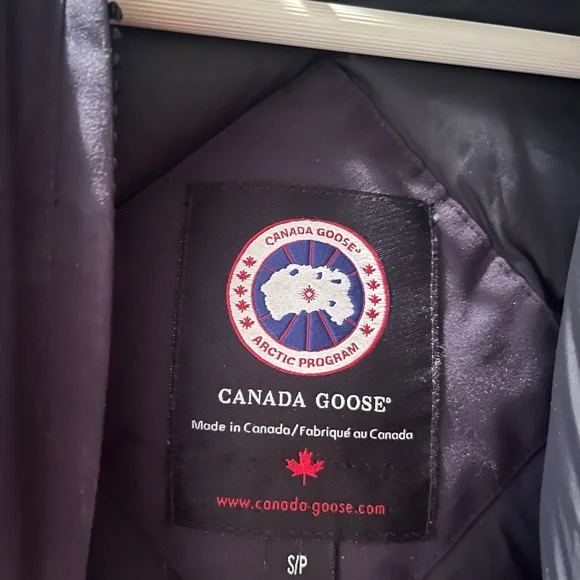 CANADA GOOSE®
ARCTIC PROGRAM
CANADA GOOSE®
Made in Canada/Fabriqué au Canada
www.canada-goose.com
S/P